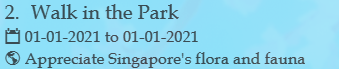 2. Walk in the Park
01-01-2021 to 01-01-2021
Appreciate Singapore's flora and fauna